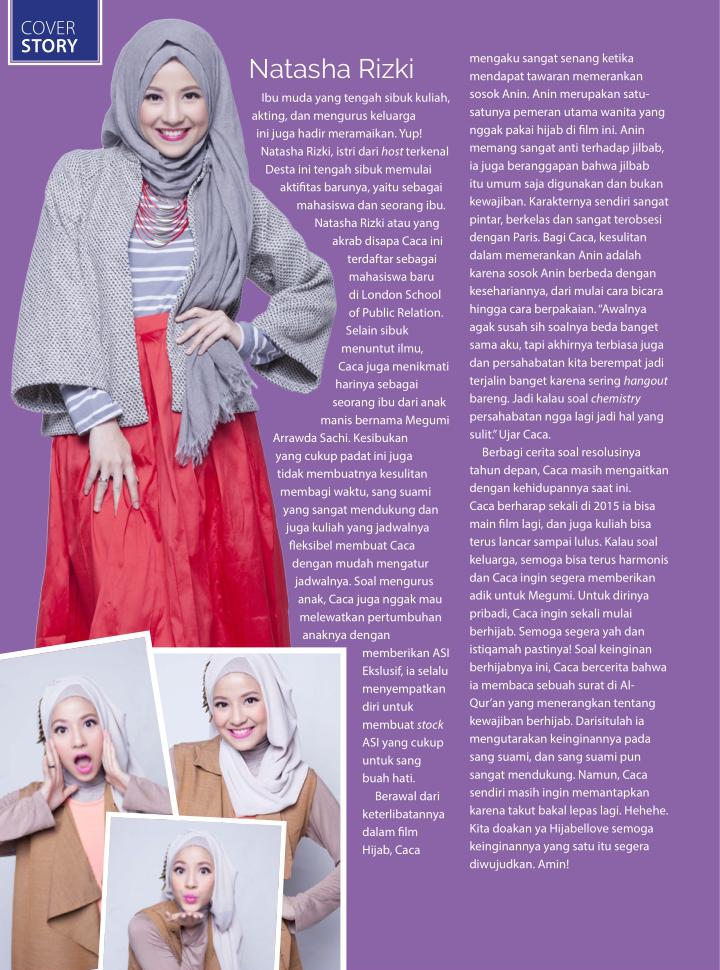 COVER
STORY
Natasha Rizki
Ibu muda yang tengah sibuk kuliah,
akting, dan mengurus keluarga
ini juga hadir meramaikan. Yup!
Natasha Rizki, istri dari host terkenal
Desta ini tengah sibuk memulai
aktifitas barunya, yaitu sebagai
mahasiswa dan seorang ibu.
Natasha Rizki atau yang
akrab disapa Caca ini
terdaftar sebagai
mahasiswa baru
di London School
of Public Relation.
Selain sibuk
menuntut ilmu,
Caca juga menikmati
harinya sebagai
seorang ibu dari anak
manis bernama Megumi
Arrawda Sachi. Kesibukan
yang cukup padat ini juga
tidak membuatnya kesulitan
membagi waktu, sang suami
yang sangat mendukung dan
juga kuliah yang jadwalnya
fleksibel membuat Caca
dengan mudah mengatur
jadwalnya. Soal mengurus
anak, Caca juga nggak mau
melewatkan pertumbuhan
anaknya dengan
memberikan ASI
Ekslusif, ia selalu
menyempatkan
diri untuk
membuat stock
ASI yang cukup
untuk sang
buah hati.
Berawal dari
keterlibatannya
dalam film
Hijab, Caca
mengaku sangat senang ketika
mendapat tawaran memerankan
sosok Anin. Anin merupakan satu-
satunya pemeran utama wanita yang
nggak pakai hijab di film ini. Anin
memang sangat anti terhadap jilbab,
ia juga beranggapan bahwa jilbab
itu umum saja digunakan dan bukan
kewajiban. Karakternya sendiri sangat
pintar, berkelas dan sangat terobsesi
dengan Paris. Bagi Caca, kesulitan
dalam memerankan Anin adalah
karena sosok Anin berbeda dengan
kesehariannya, dari mulai cara bicara
hingga cara berpakaian. "Awalnya
agak susah sih soalnya beda banget
sama aku, tapi akhirnya terbiasa juga
dan persahabatan kita berempat jadi
terjalin banget karena sering hangout
bareng. Jadi kalau soal chemistry
persahabatan ngga lagi jadi hal yang
sulit." Ujar Caca.
Berbagi cerita soal resolusinya
tahun depan, Caca masih mengaitkan
dengan kehidupannya saat ini.
Caca berharap sekali di 2015 ia bisa
main film lagi, dan juga kuliah bisa
terus lancar sampai lulus. Kalau soal
keluarga, semoga bisa terus harmonis
dan Caca ingin segera memberikan
adik untuk Megumi. Untuk dirinya
pribadi, Caca ingin sekali mulai
berhijab. Semoga segera yah dan
istiqamah pastinya! Soal keinginan
berhijabnya ini, Caca bercerita bahwa
ia membaca sebuah surat di Al-
Qur'an yang menerangkan tentang
kewajiban berhijab. Darisitulah ia
mengutarakan keinginannya pada
sang suami, dan sang suami pun
sangat mendukung. Namun, Caca
sendiri masih ingin memantapkan
karena takut bakal lepas lagi. Hehehe.
Kita doakan ya Hijabellove semoga
keinginannya yang satu itu segera
diwujudkan. Amin!